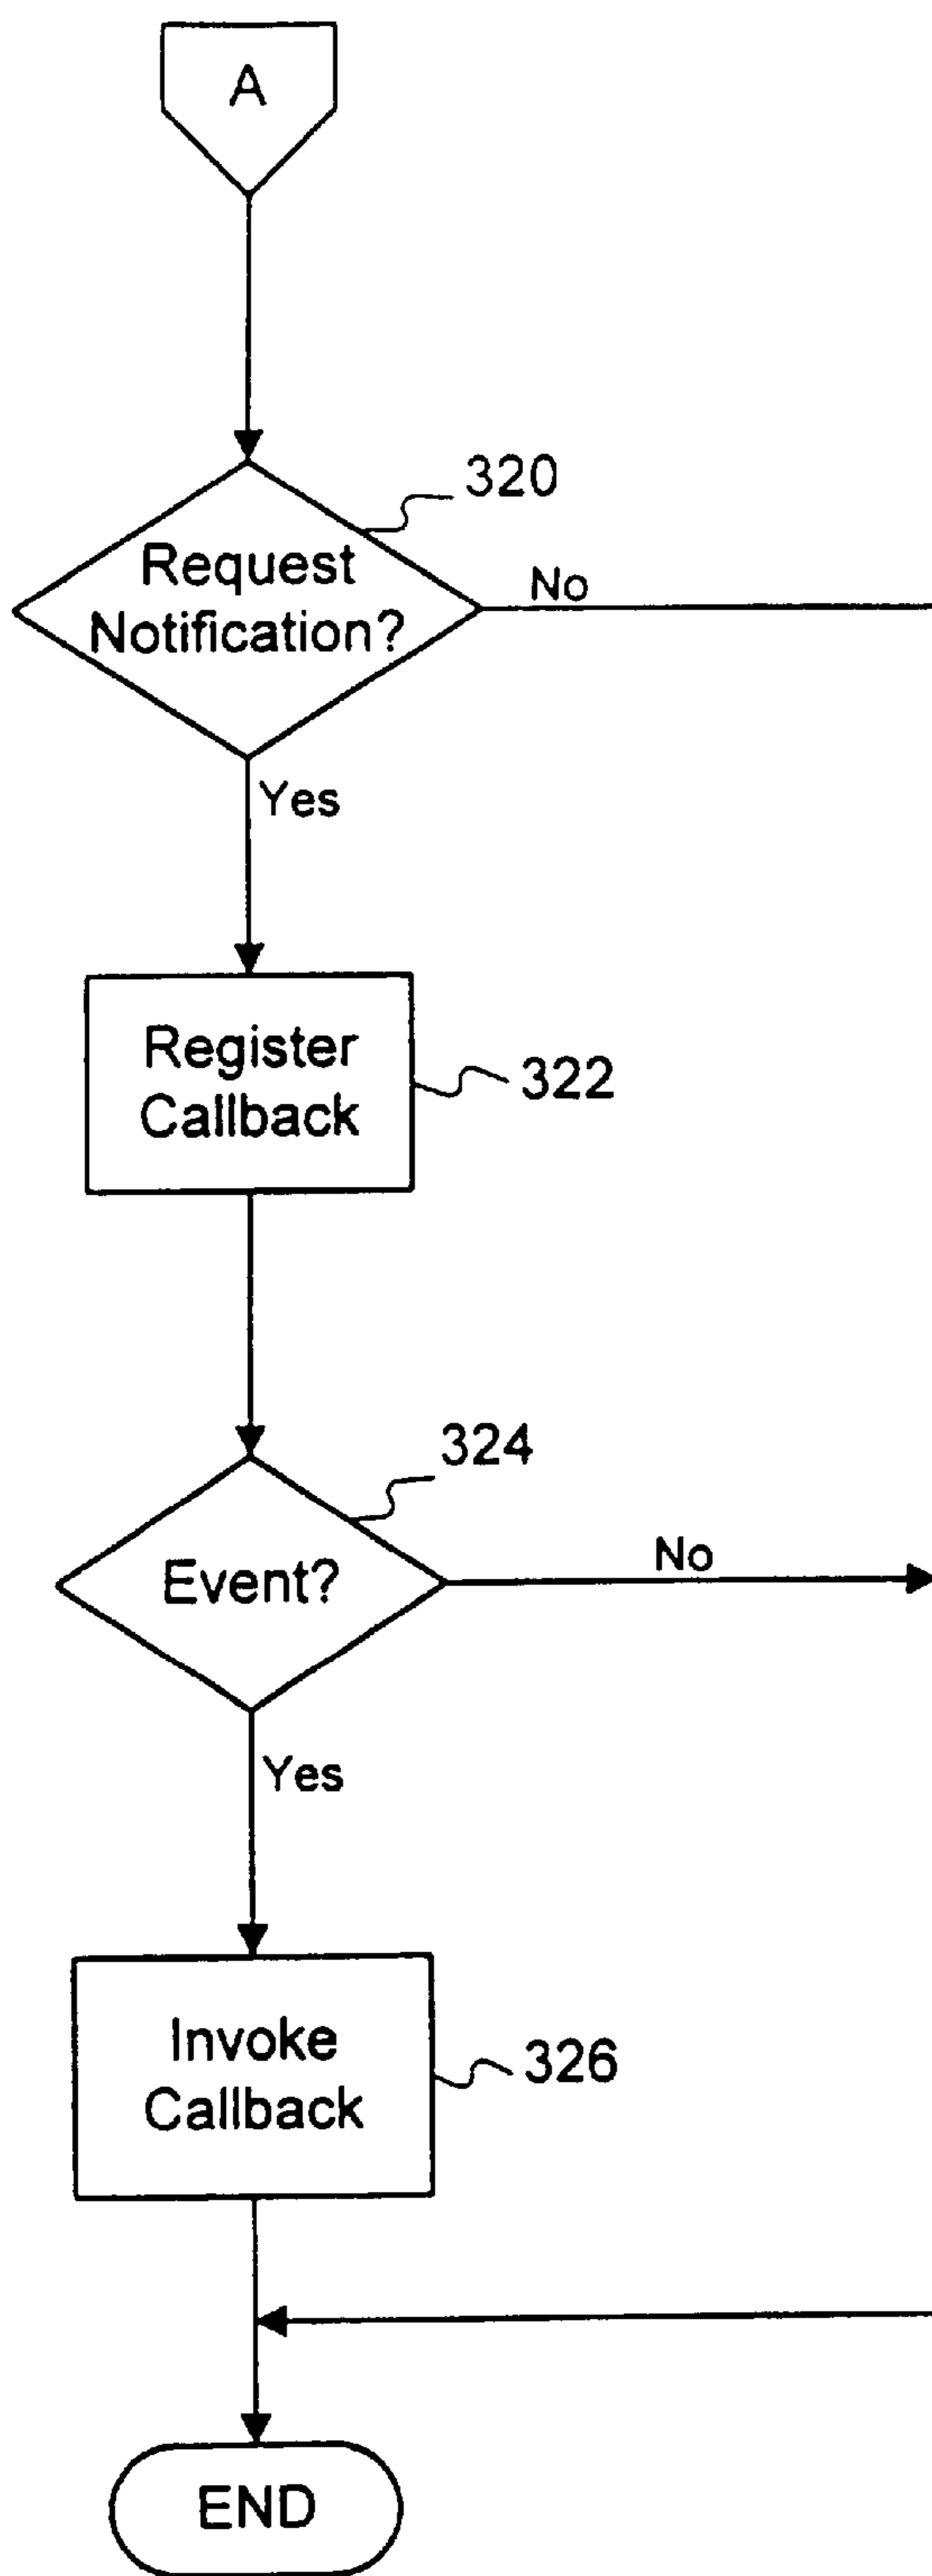 A
320
Request
Notification?
No
Yes
Register
Callback
322
324
Event?
No
Yes
Invoke
Callback
326
END